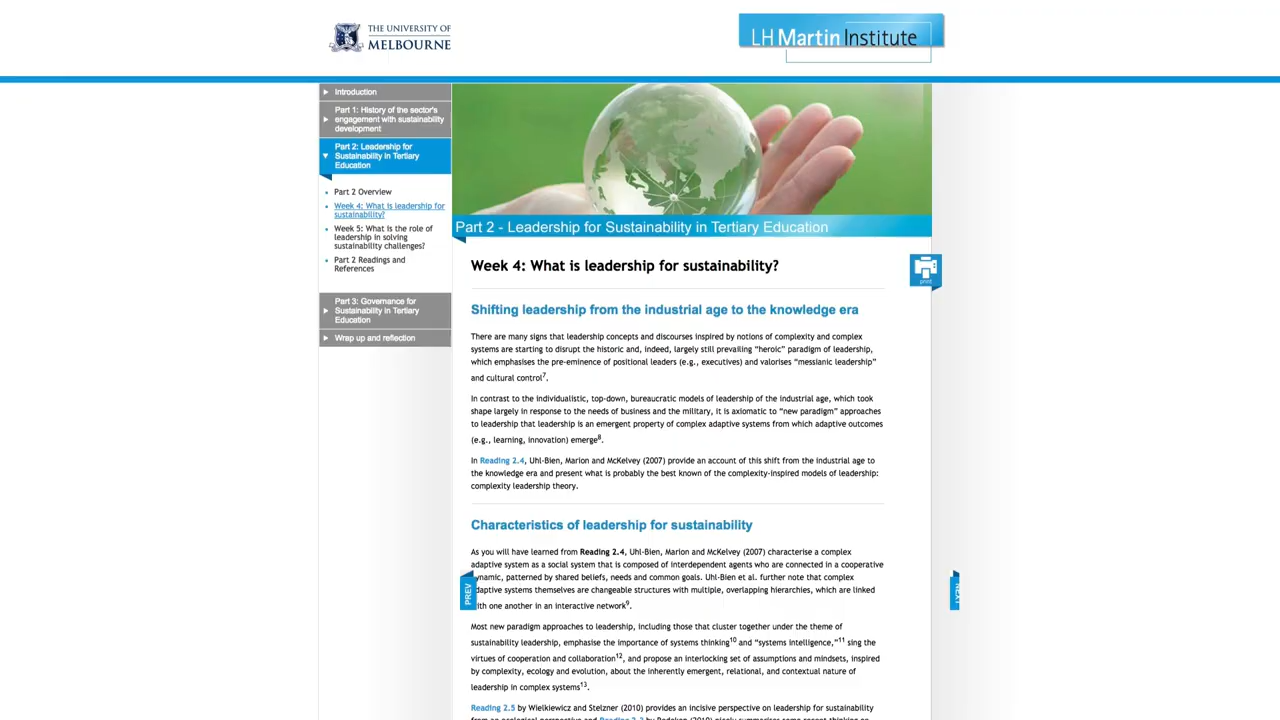 THE UNIVERSITY OF
MELBOURNE
LH Martin Institute
Introduction
Part 1: History of the sector's
engagement with sustainability
development
Part 2: Leadership for
Sustainability in Tertiary
Education
Part 2 Overview
Week 4: What is leadership for
sustainability?
Week 5: What is the role of
leadership in solving
sustainability challenges?
Part 2 Readings and
References
Part 3: Governance for
Sustainability in Tertiary
Education
Wrap up and reflection
Part 2 - Leadership for Sustainability in Tertiary Education
Week 4: What is leadership for sustainability?
print
Shifting leadership from the industrial age to the knowledge era
There are many signs that leadership concepts and discourses inspired by notions of complexity and complex
systems are starting to disrupt the historic and, indeed, largely still prevailing “heroic” paradigm of leadership,
which emphasises the pre-eminence of positional leaders (e.g., executives) and valorises “messianic leadership”
and cultural control7.
In contrast to the individualistic, top-down, bureaucratic models of leadership of the industrial age, which took
shape largely in response to the needs of business and the military, it is axiomatic to “new paradigm” approaches
to leadership that leadership is an emergent property of complex adaptive systems from which adaptive outcomes
(e.g., learning, innovation) emerge8.
In Reading 2.4, Uhl-Bien, Marion and McKelvey (2007) provide an account of this shift from the industrial age to
the knowledge era and present what is probably the best known of the complexity-inspired models of leadership:
complexity leadership theory.
Characteristics of leadership for sustainability
As you will have learned from Reading 2.4, Uhl-Bien, Marion and McKelvey (2007) characterise a complex
adaptive system as a social system that is composed of interdependent agents who are connected in a cooperative
ynamic, patterned by shared beliefs, needs and common goals. Uhl-Bien et al. further note that complex
daptive systems themselves are changeable structures with multiple, overlapping hierarchies, which are linked
ith one another in an interactive network9.
PREV
NEXT
Most new paradigm approaches to leadership, including those that cluster together under the theme of
sustainability leadership, emphasise the importance of systems thinking10 and “systems intelligence,”11 sing the
virtues of cooperation and collaboration12, and propose an interlocking set of assumptions and mindsets, inspired
by complexity, ecology and evolution, about the inherently emergent, relational, and contextual nature of
leadership in complex systems13.
Reading 2.5 by Wielkiewicz and Stelzner (2010) provides an incisive perspective on leadership for sustainability